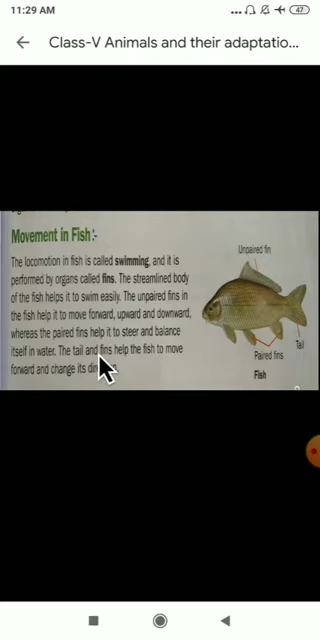 11:29 AM
47
Class-V Animals and their adaptatio...
Movement in Fish:-
The locomotion in fish is called swimming, and it is
performed by organs called fins. The streamlined body
of the fish helps it to swim easily. The unpaired fins in
the fish help it to move forward, upward and downward,
whereas the paired fins help it to steer and balance
itself in water. The tail and fins help the fish to move
forward and change its
Unpaired fin
Tail
Paired fins
Fish